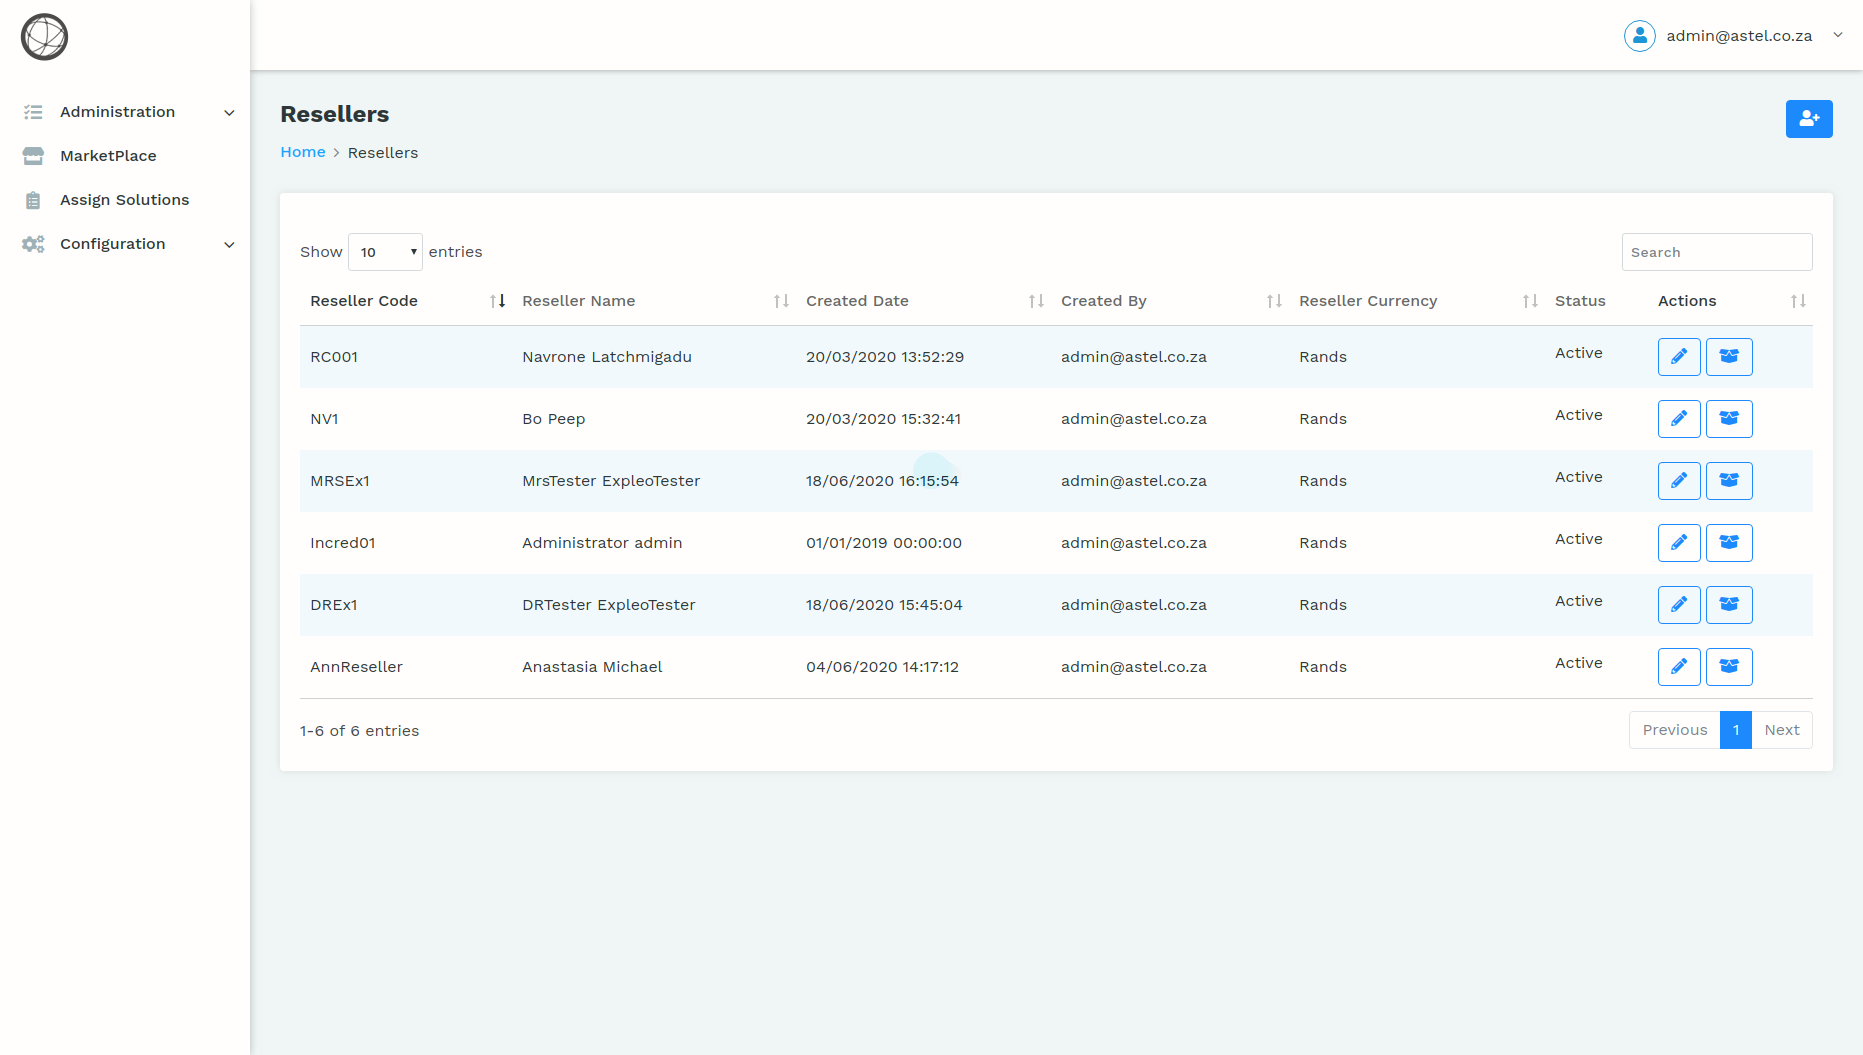 admin@astel.co.za
Administration
MarketPlace
Assign Solutions
Configuration
Resellers
Home > Resellers
Show 10 entries
Search
Reseller Code Reseller Name Created Date Created By Reseller Currency Status Actions
RC001 Navrone Latchmigadu 20/03/2020 13:52:29 admin@astel.co.za Rands Active
NV1 Bo Peep 20/03/2020 15:32:41 admin@astel.co.za Rands Active
MRSEx1 MrsTester ExpleoTester 18/06/2020 16:15:54 admin@astel.co.za Rands Active
Incred01 Administrator admin 01/01/2019 00:00:00 admin@astel.co.za Rands Active
DREx1 DRTester ExpleoTester 18/06/2020 15:45:04 admin@astel.co.za Rands Active
AnnReseller Anastasia Michael 04/06/2020 14:17:12 admin@astel.co.za Rands Active
1-6 of 6 entries
Previous 1 Next